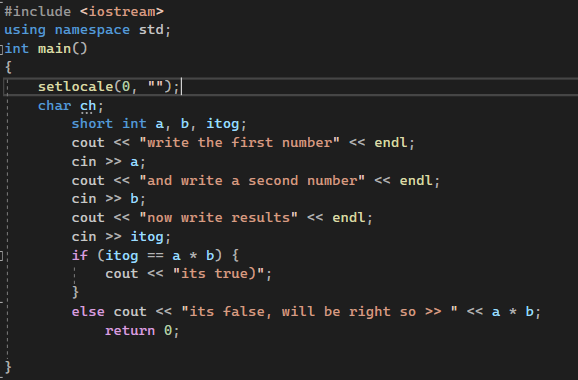 #include <iostream>
using namespace std;
int main()
{
setlocale(0, "");
char ch;
short int a, b, itog;
cout << "write the first number" << endl;
cin >> a;
cout << "and write a second number" << endl;
cin >> b;
cout << "now write results" << endl;
cin >> itog;
if (itog == a * b) {
cout << "its true)";
}
else cout << "its false, will be right so >> " << a * b;
return 0;
}